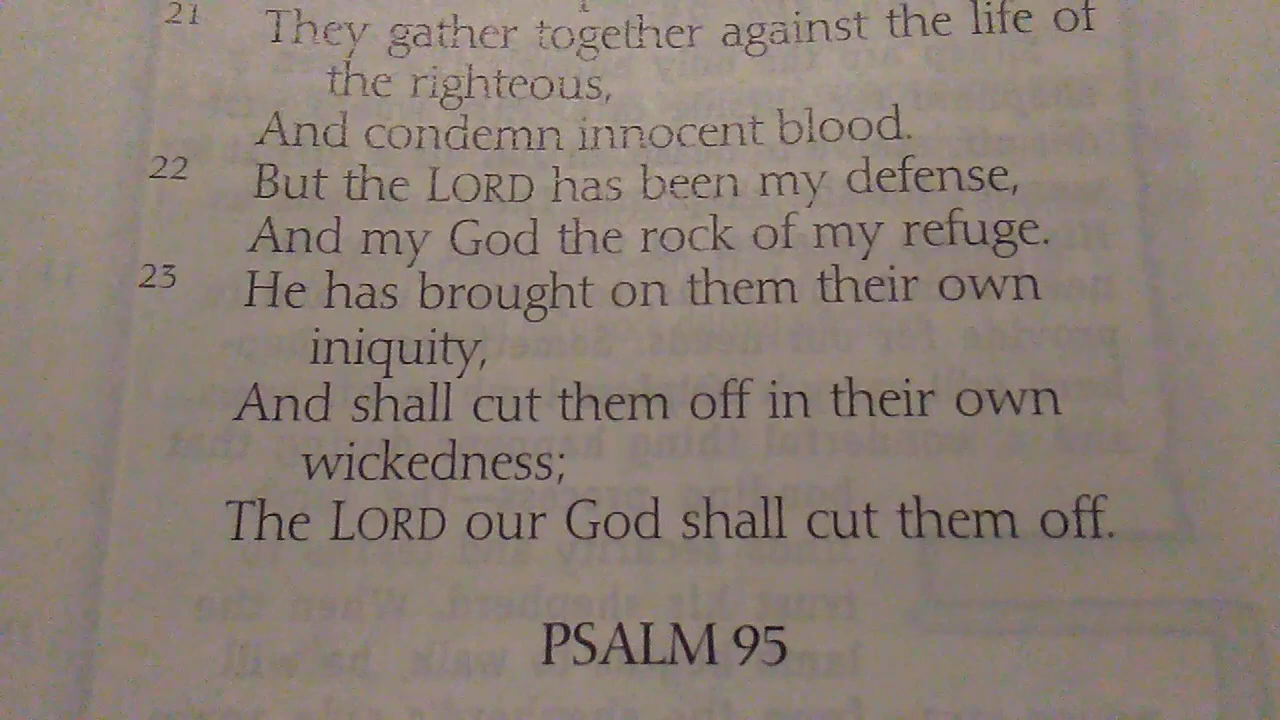 21 They gather together against the life of
the righteous,
And condemn innocent blood.
22 But the LORD has been my defense,
And my God the rock of my refuge.
23 He has brought on them their own
iniquity,
And shall cut them off in their own
wickedness;
The LORD our God shall cut them off.
PSALM 95